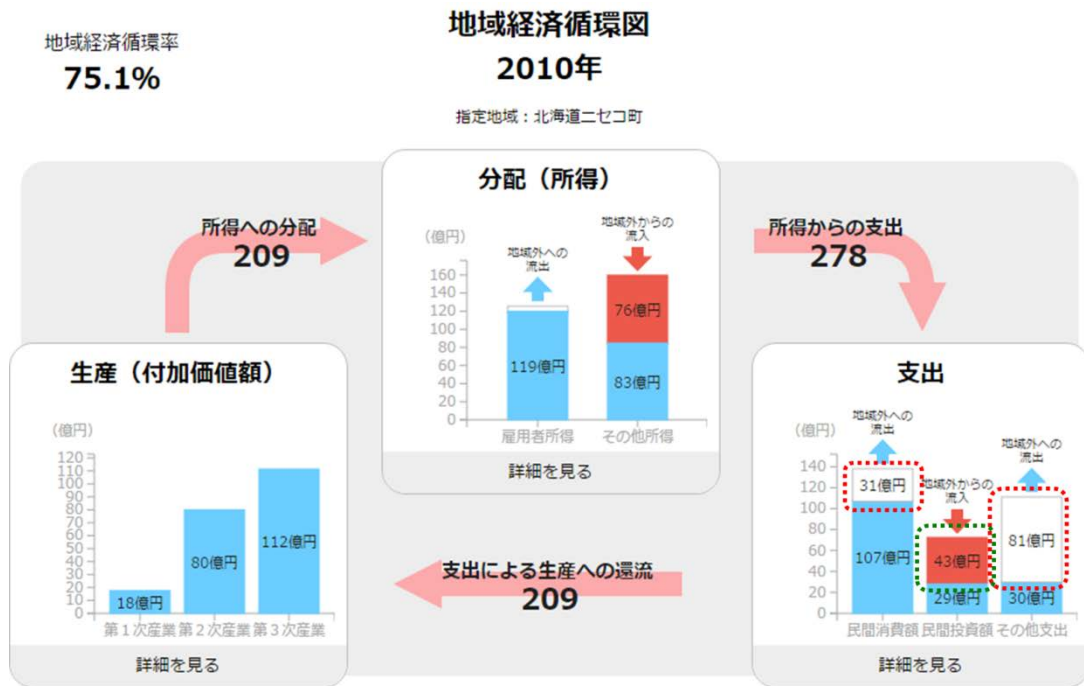 地域経済循環率
75.1%
地域経済循環図
2010年
指定地域：北海道ニセコ町
所得への分配
209
分配（所得）
（億円）
地域外への
流出
地域外からの
流入
160
140
120
100
80
60
40
20
0
119億円
76億円
83億円
雇用者所得
その他所得
詳細を見る
所得からの支出
278
生産（付加価値額）
（億円）
120
110
100
90
80
70
60
50
40
30
20
10
0
18億円
80億円
112億円
第１次産業
第２次産業
第３次産業
詳細を見る
支出による生産への還流
209
支出
（億円）
地域外への
流出
地域外からの
流入
地域外への
流出
140
120
100
80
60
40
20
0
31億円
107億円
43億円
29億円
81億円
30億円
民間消費額
民間投資額
その他支出
詳細を見る